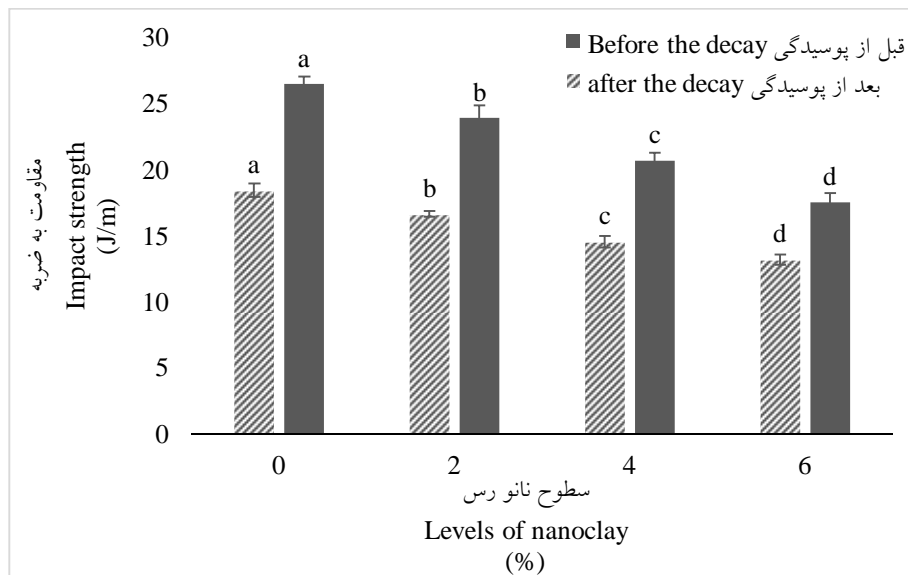 قبل از پوسیدگی Before the decay
بعد از پوسیدگی after the decay
مقاومت به ضربه
Impact strength
(J/m)
30
25
20
15
10
5
0
a
a
b
b
c
c
d
d
0 2 4 6
سطوح نانو رس
Levels of nanoclay
(%)